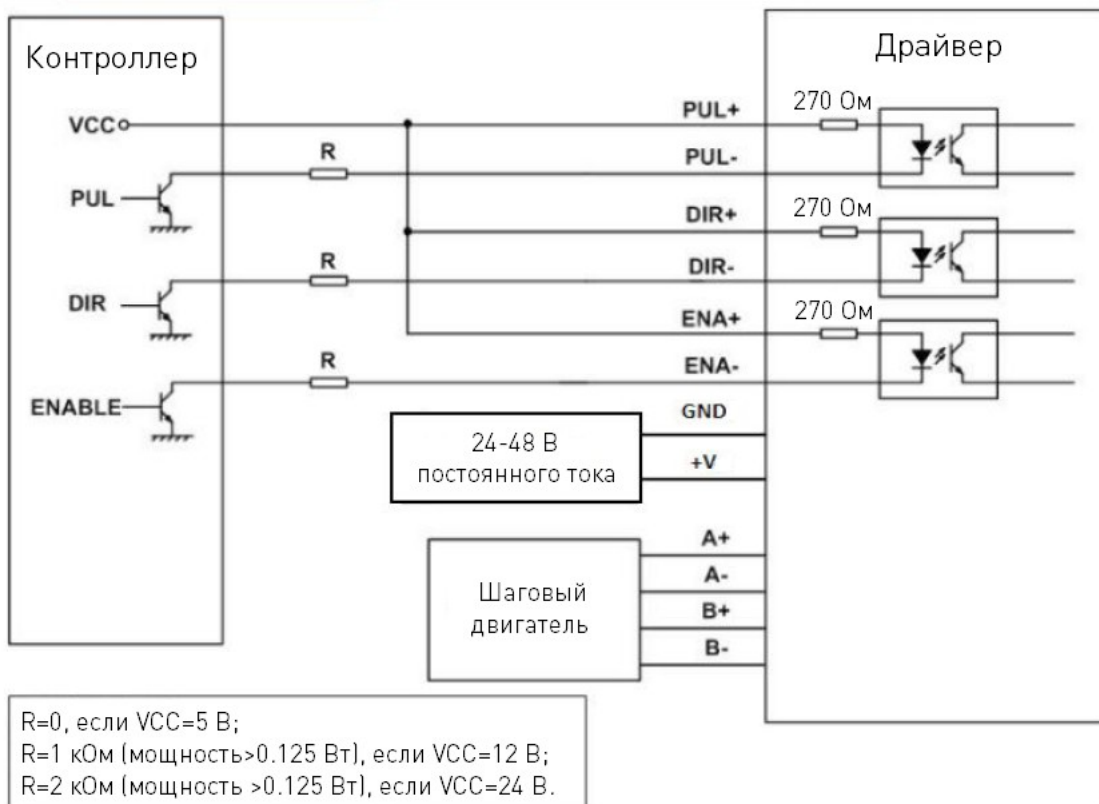 Контроллер
Драйвер
VCC
PUL+
270 Ом
R
PUL-
PUL
DIR+
270 Ом
R
DIR-
DIR
ENA+
270 Ом
R
ENA-
ENABLE
GND
24-48 В
постоянного тока
+V
A+
Шаговый
двигатель
A-
B+
B-
R=0, если VCC=5 В;
R=1 кОм (мощность>0.125 Вт), если VCC=12 В;
R=2 кОм (мощность >0.125 Вт), если VCC=24 В.